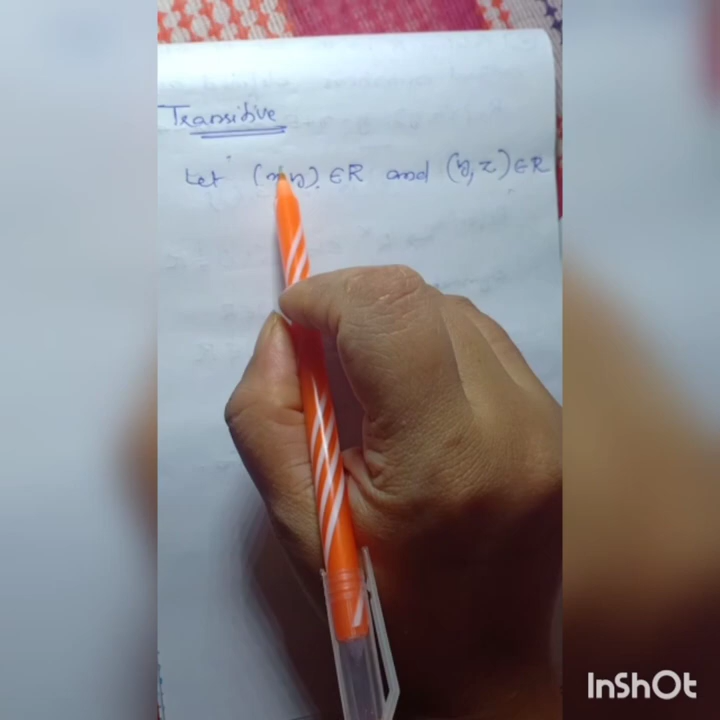 Transitive
Let (x,y) ∈ R and (y,z) ∈ R
InShOt